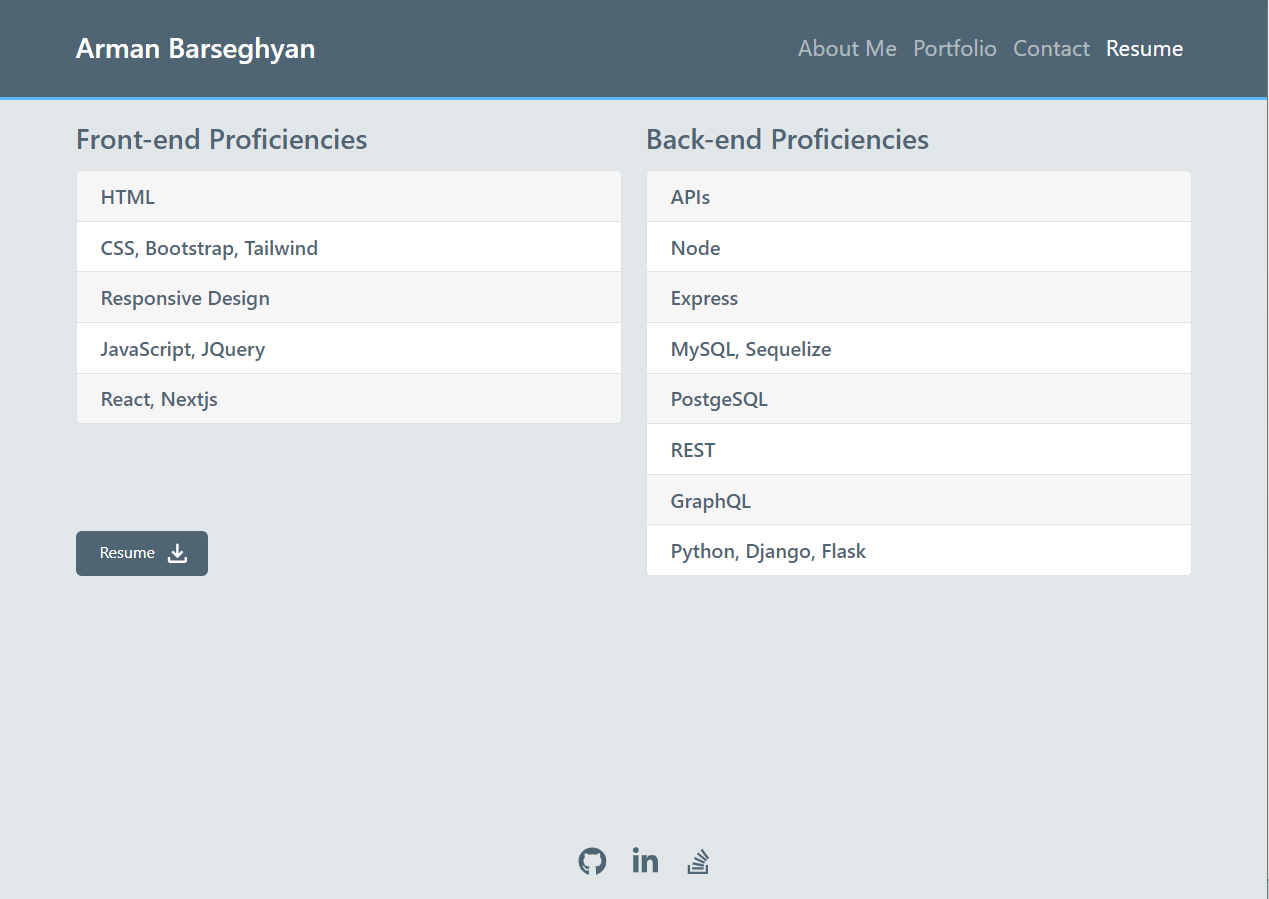 Arman Barseghyan
About Me Portfolio Contact Resume
Front-end Proficiencies
HTML
CSS, Bootstrap, Tailwind
Responsive Design
JavaScript, JQuery
React, Nextjs
Resume
Back-end Proficiencies
APIs
Node
Express
MySQL, Sequelize
PostgeSQL
REST
GraphQL
Python, Django, Flask
in